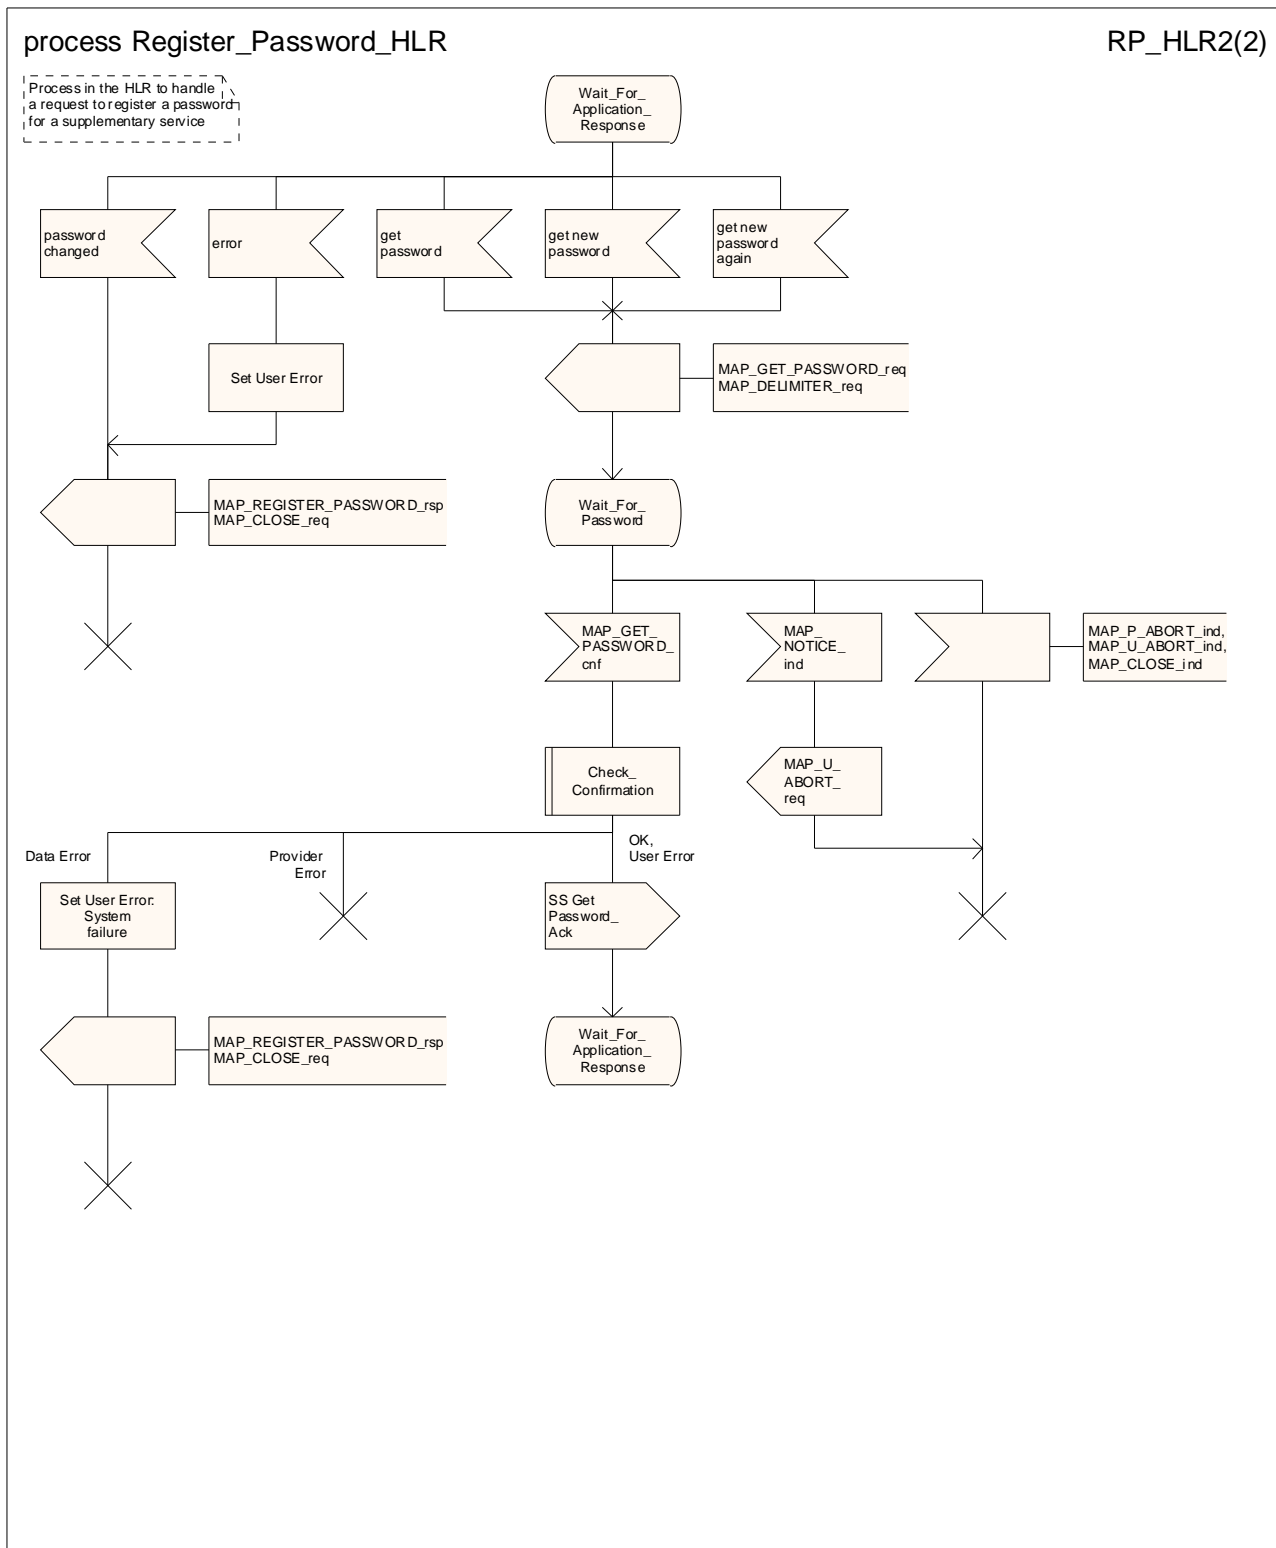 process Register_Password_HLR
RP_HLR2(2)
Process in the HLR to handle
a request to register a password
for a supplementary service
Wait_For_
Application_
Response
password
changed
error
get
password
get new
password
get new
password
again
Set User Error
MAP_GET_PASSWORD_req
MAP_DELIMITER_req
MAP_REGISTER_PASSWORD_rsp
MAP_CLOSE_req
Wait_For_
Password
MAP_GET_
PASSWORD_
cnf
MAP_
NOTICE_
ind
MAP_P_ABORT_ind,
MAP_U_ABORT_ind,
MAP_CLOSE_ind
Check_
Confirmation
MAP_U_
ABORT_
req
Data Error
Provider
Error
OK,
User Error
Set User Error:
System
failure
SS Get
Password_
Ack
MAP_REGISTER_PASSWORD_rsp
MAP_CLOSE_req
Wait_For_
Application_
Response